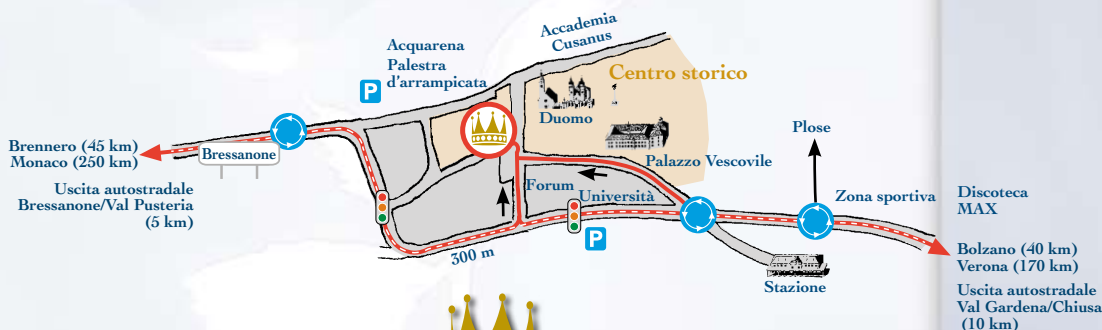 Accademia
Cusanus
Acquarena
Palestra
d'arrampicata
P
Centro storico
Duomo
Plose
Brennero (45 km)
Monaco (250 km)
Bressanone
Palazzo Vescovile
Uscita autostradale
Bressanone/Val Pusteria
(5 km)
Forum
Università
Zona sportiva
Discoteca
MAX
P
300 m
Stazione
Bolzano (40 km)
Verona (170 km)
Uscita autostradale
Val Gardena/Chiusa
(10 km)